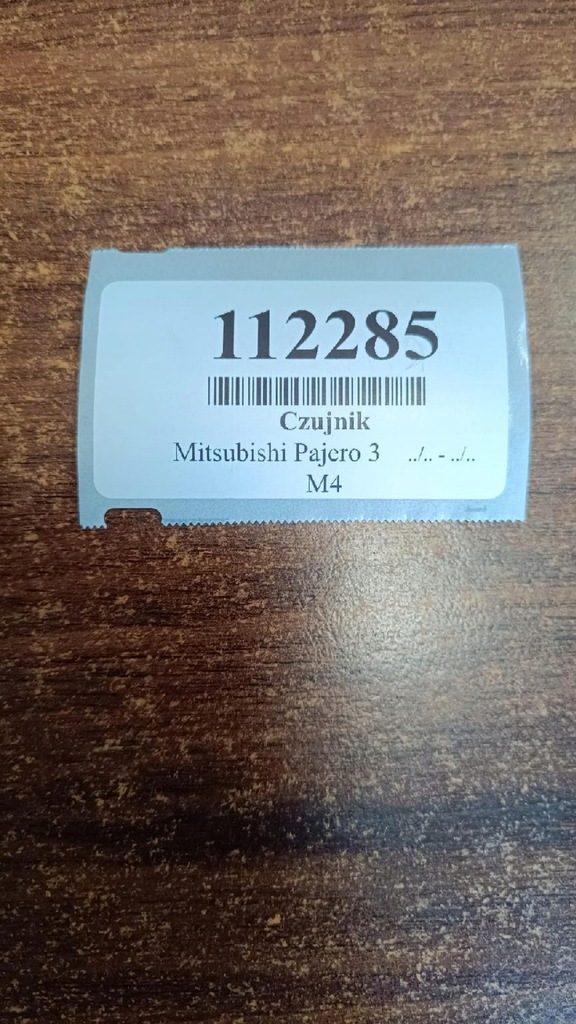 112285
Czujnik
Mitsubishi Pajero 3 ../.. - ../..
M4